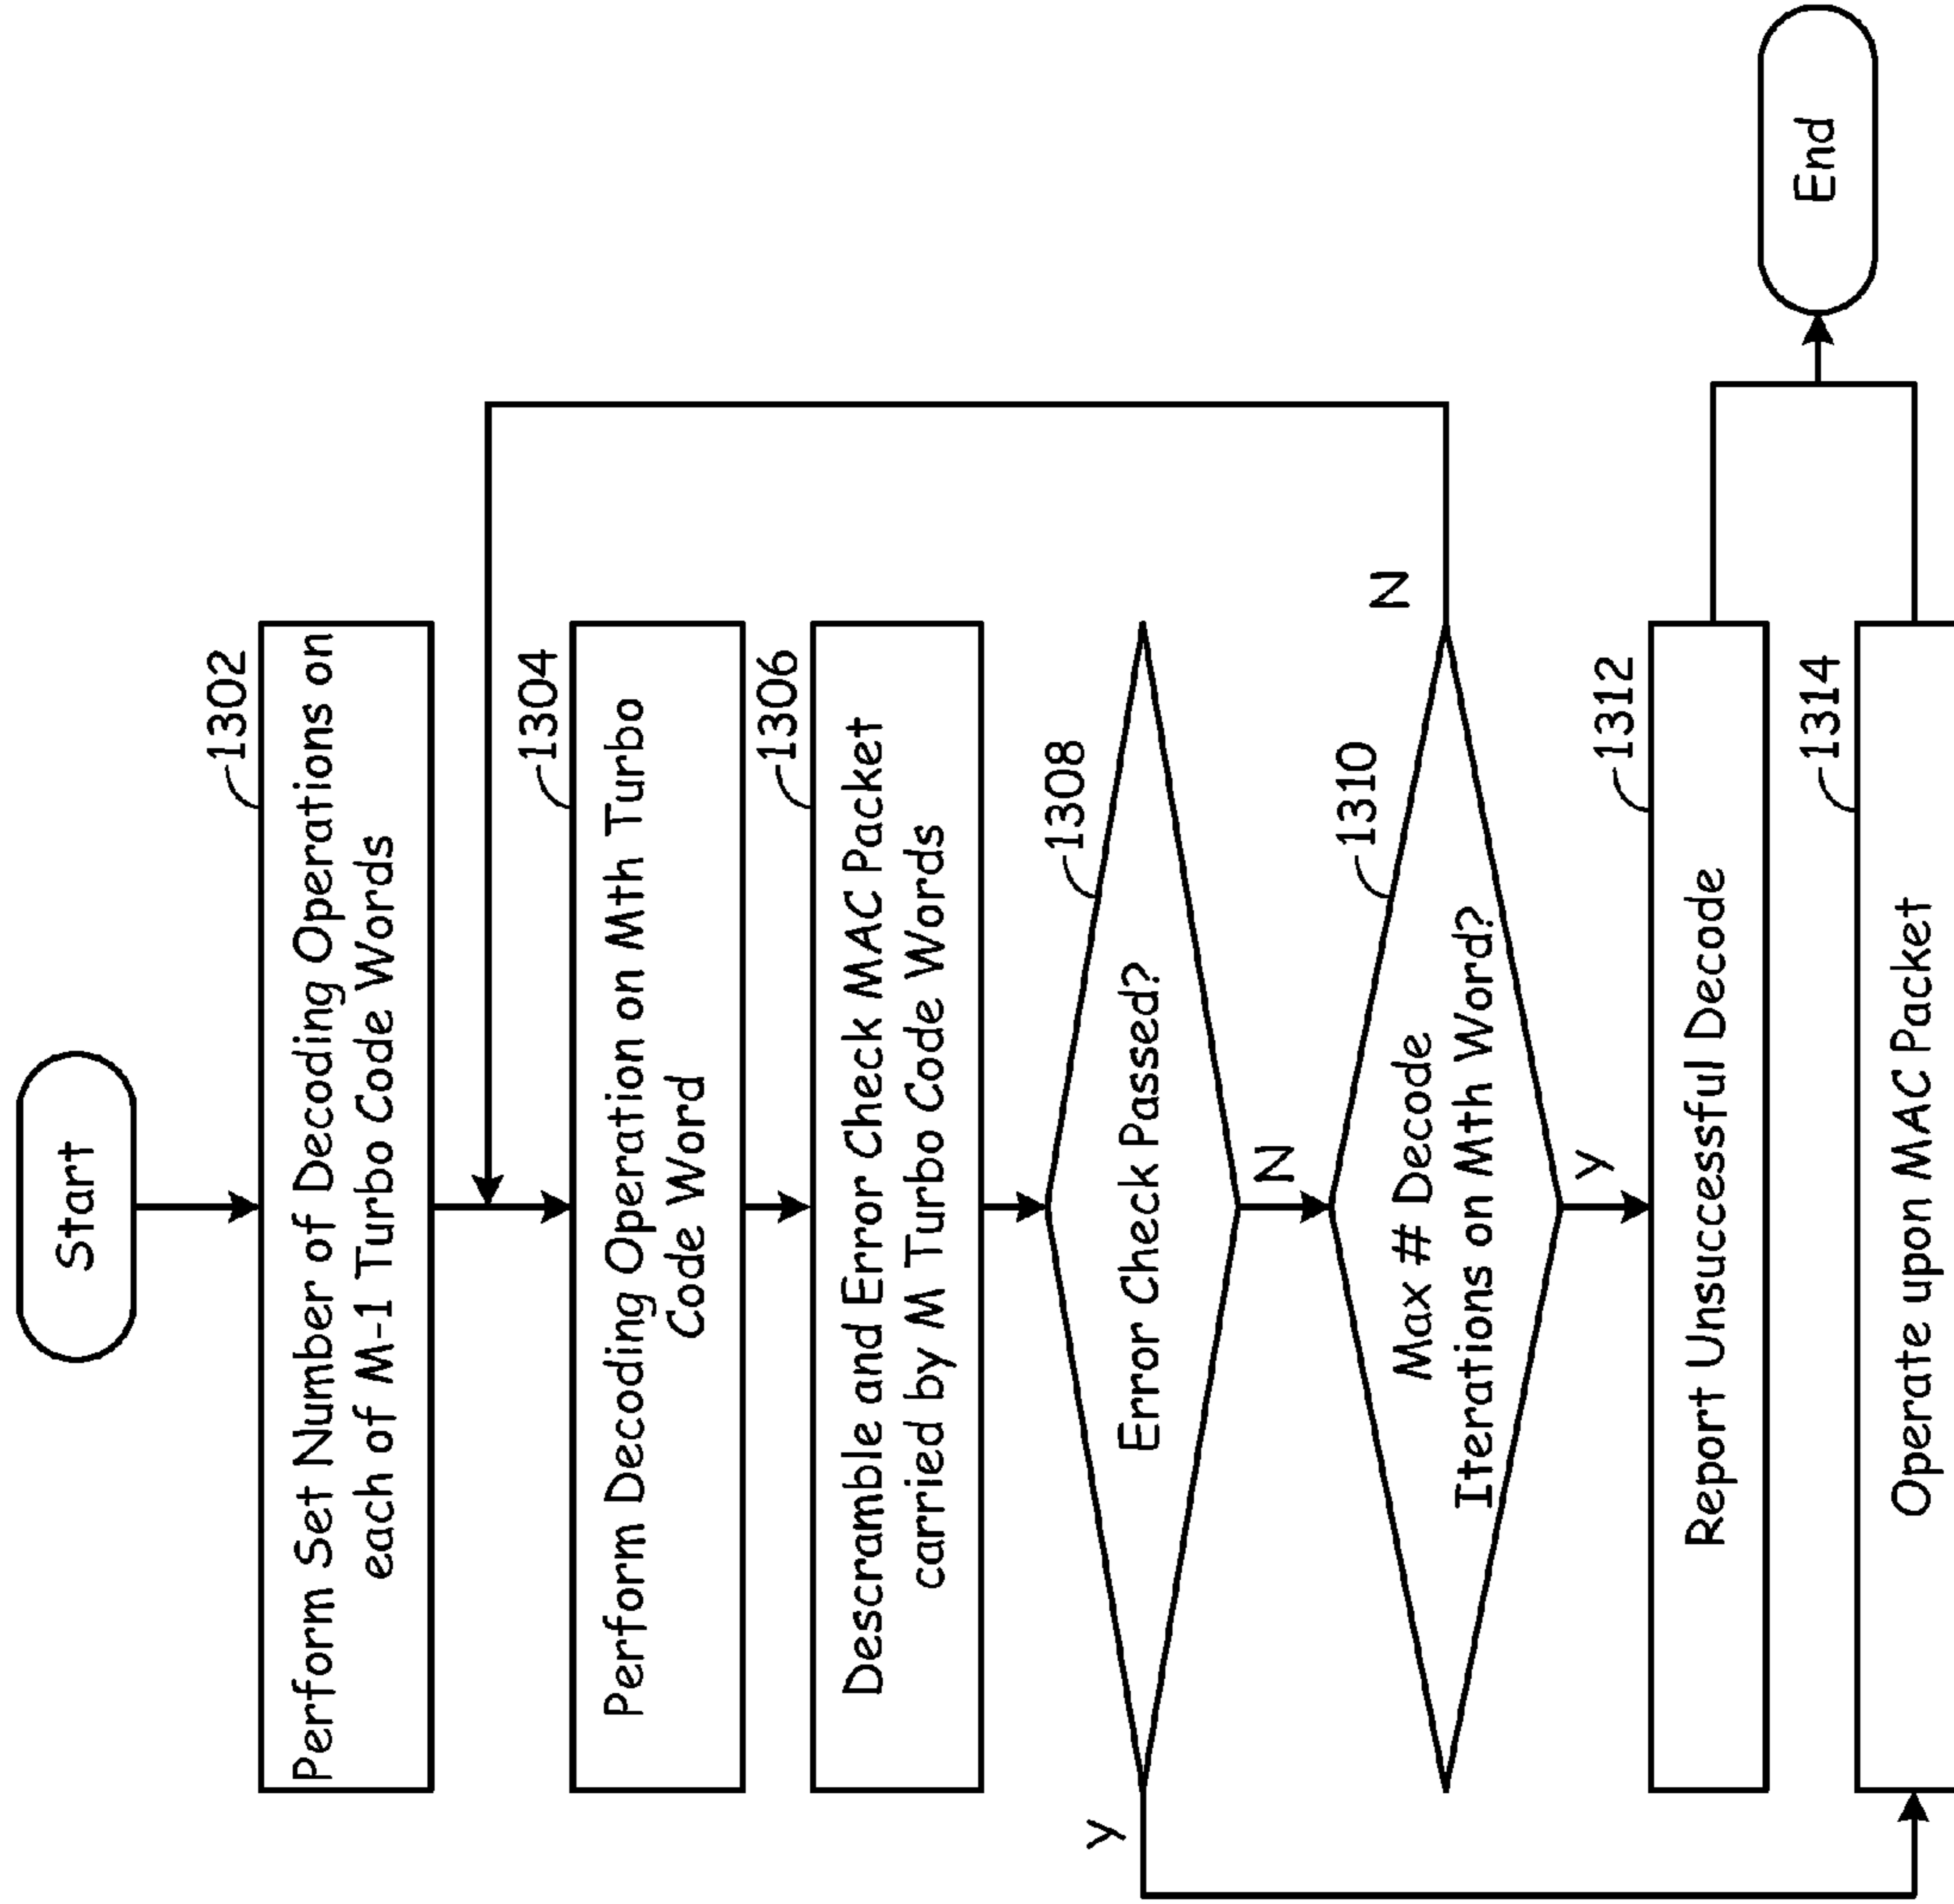 Start
1302
Perform Set Number of Decoding Operations on
each of M-1 Turbo Code Words
1304
Perform Decoding Operation on Mth Turbo
Code Word
1306
Descramble and Error Check MAC Packet
carried by M Turbo Code Words
1308
Error Check Passed?
Y
N
1310
Max # Decode
Iterations on Mth Word?
N
Y
1312
Report Unsuccessful Decode
1314
Operate upon MAC Packet
End